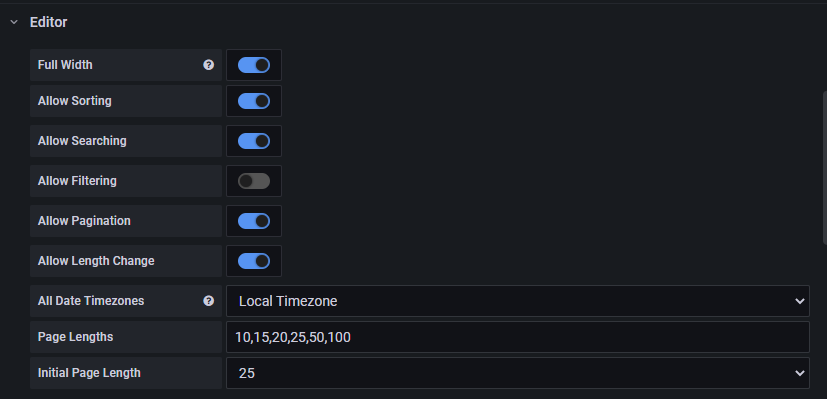 Editor
Full Width
Allow Sorting
Allow Searching
Allow Filtering
Allow Pagination
Allow Length Change
All Date Timezones Local Timezone
Page Lengths 10,15,20,25,50,100
Initial Page Length 25